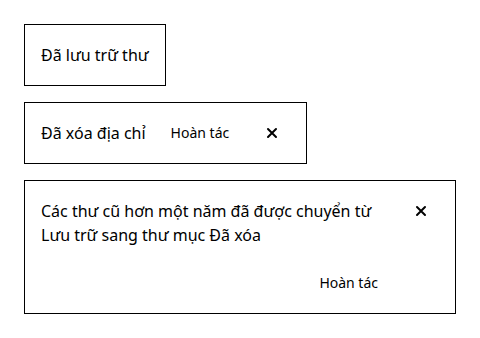 Đã lưu trữ thư
Đã xóa địa chỉ Hoàn tác
Các thư cũ hơn một năm đã được chuyển từ
Lưu trữ sang thư mục Đã xóa
Hoàn tác